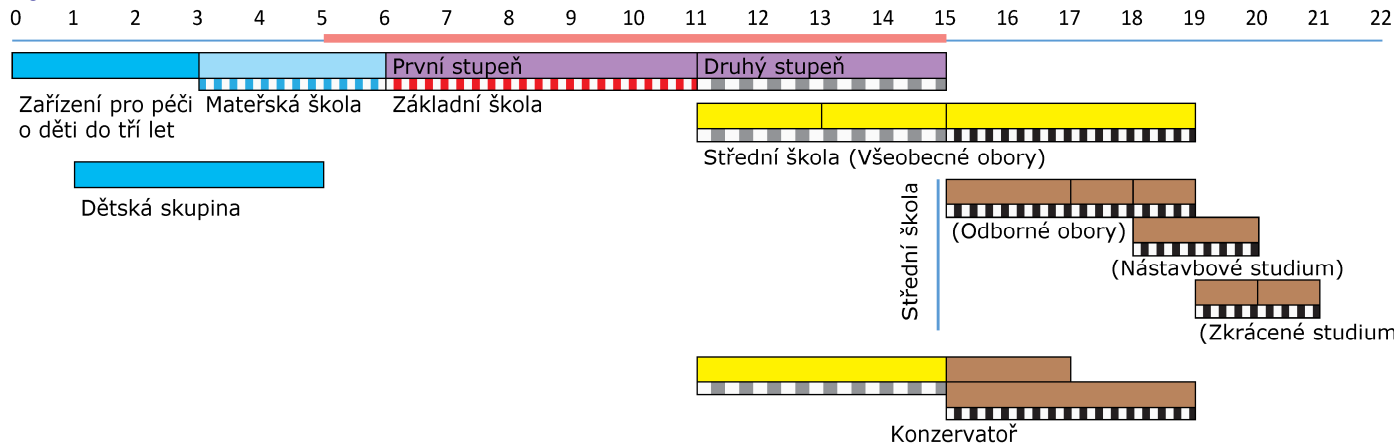 0 1 2 3 4 5 6 7 8 9 10 11 12 13 14 15 17 18 19 20 21 22
První stupeň Druhý stupeň
Zařízení pro péči
o děti do tří let
Mateřská škola
Základní škola
Střední škola (Všeobecné obory)
Dětská skupina
Střední škola
(Odborné obory)
(Nástavbové studium)
(Zkrácené studium
Konzervatoř